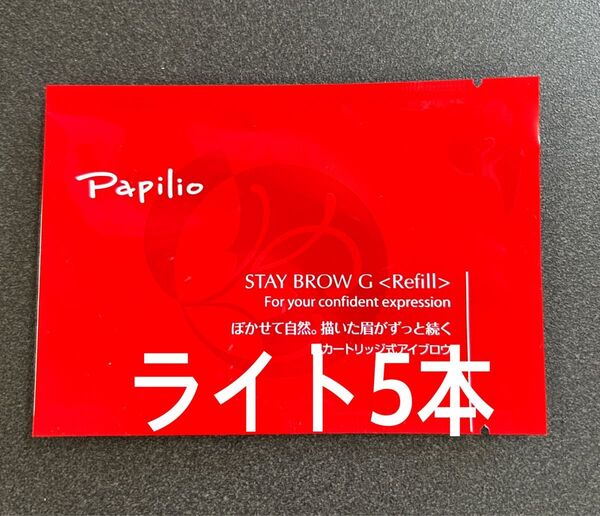 Papilio
STAY BROW G <Refill>
For your confident expression
ぼかせて自然。描いた眉がずっと続く
カートリッジ式アイブロウ
ライト5本